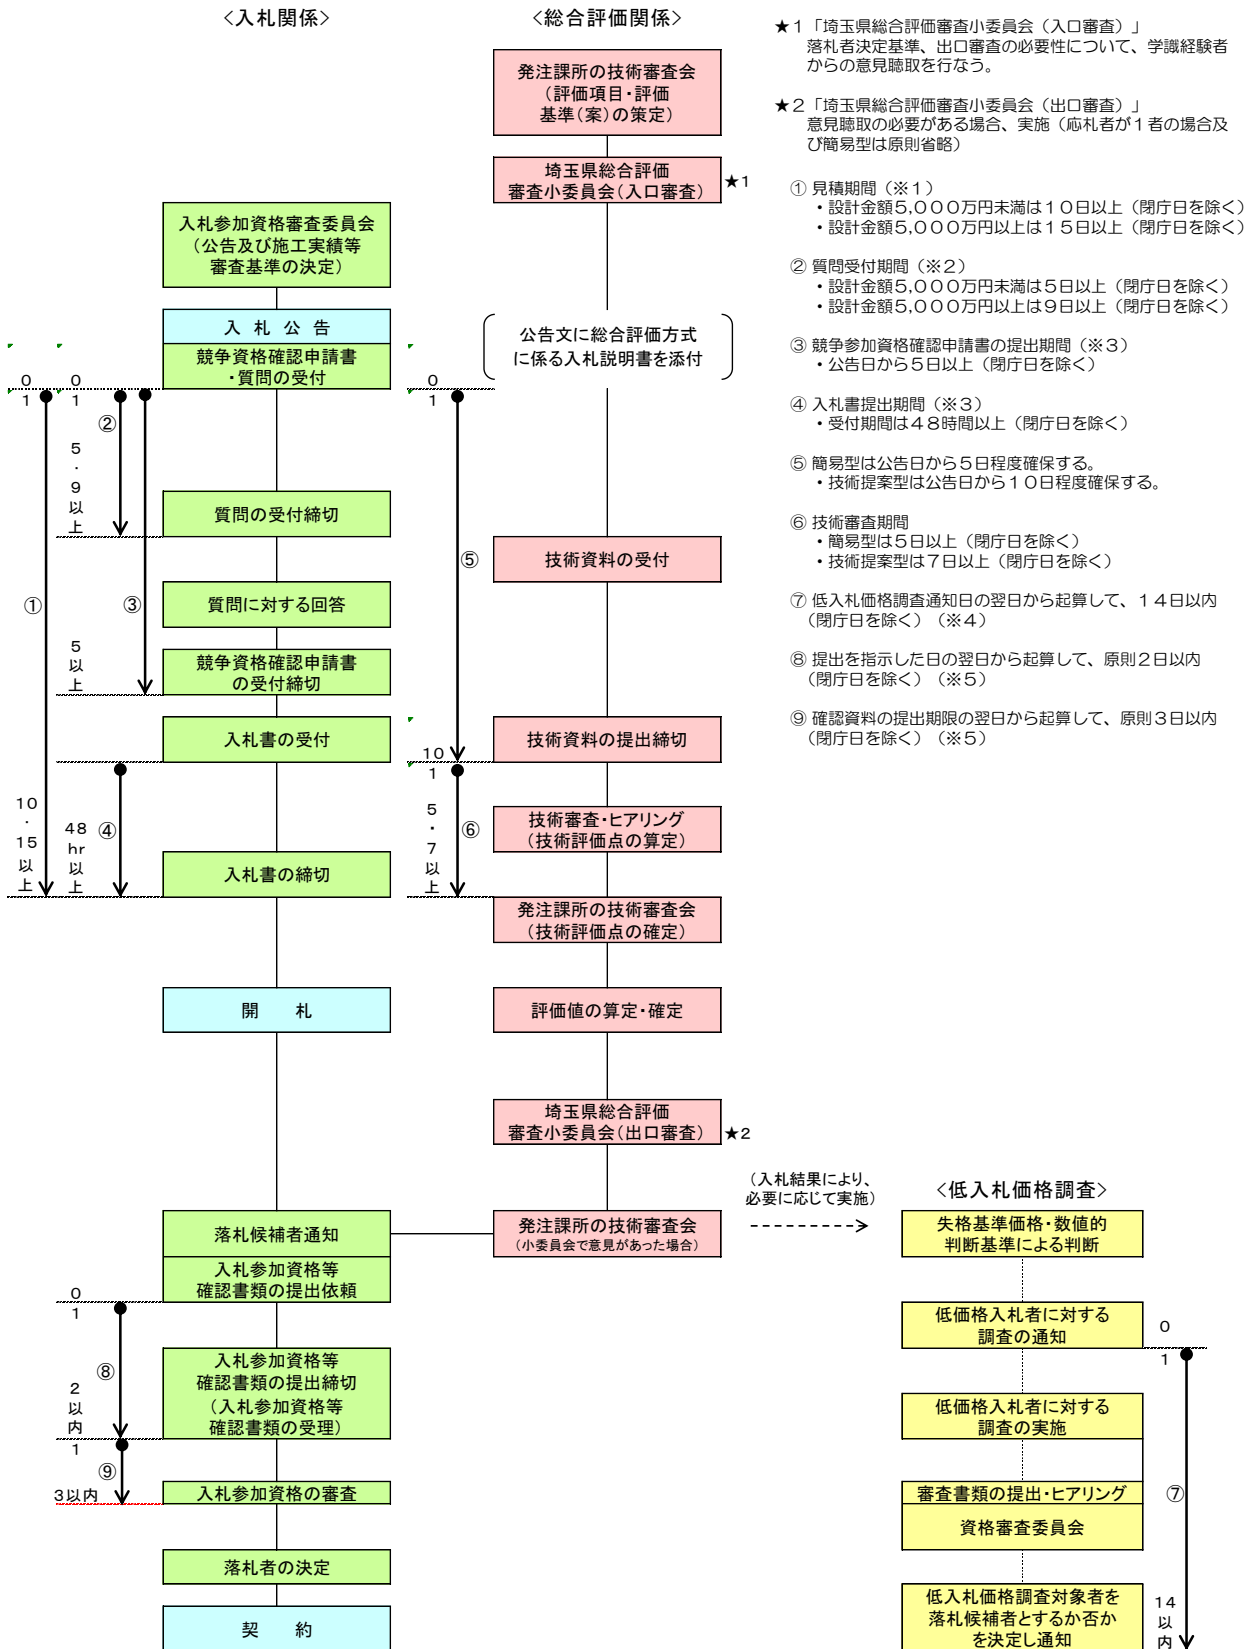 ＜入札関係＞
＜総合評価関係＞
発注課所の技術審査会
（評価項目・評価
基準（案）の策定）
埼玉県総合評価
審査小委員会（入口審査）
★1
入札参加資格審査委員会
（公告及び施工実績等
審査基準の決定）
入 札 公 告
競争資格確認申請書
・質問の受付
公告文に総合評価方式
に係る入札説明書を添付
0
1
0
1
0
1
②
5
・
9
以
上
質問の受付締切
⑤
技術資料の受付
①
③
質問に対する回答
5
以
上
競争資格確認申請書
の受付締切
入札書の受付
技術資料の提出締切
10
1
10
・
15
以
上
48
hr
以
上
④
5
・
7
以
上
⑥
技術審査・ヒアリング
（技術評価点の算定）
入札書の締切
発注課所の技術審査会
（技術評価点の確定）
開 札
評価値の算定・確定
埼玉県総合評価
審査小委員会（出口審査）
★2
（入札結果により、
必要に応じて実施）
落札候補者通知
発注課所の技術審査会
（小委員会で意見があった場合）
入札参加資格等
確認書類の提出依頼
0
1
⑧
2
以
内
入札参加資格等
確認書類の提出締切
（入札参加資格等
確認書類の受理）
1
⑨
3以内
入札参加資格の審査
落札者の決定
契 約
★１「埼玉県総合評価審査小委員会（入口審査）」
落札者決定基準、出口審査の必要性について、学識経験者
からの意見聴取を行なう。
★２「埼玉県総合評価審査小委員会（出口審査）」
意見聴取の必要がある場合、実施（応札者が１者の場合及
び簡易型は原則省略）
① 見積期間（※１）
・設計金額５,０００万円未満は１０日以上（閉庁日を除く）
・設計金額５,０００万円以上は１５日以上（閉庁日を除く）
② 質問受付期間（※２）
・設計金額５,０００万円未満は５日以上（閉庁日を除く）
・設計金額５,０００万円以上は９日以上（閉庁日を除く）
③ 競争参加資格確認申請書の提出期間（※３）
・公告日から５日以上（閉庁日を除く）
④ 入札書提出期間（※３）
・受付期間は４８時間以上（閉庁日を除く）
⑤ 簡易型は公告日から５日程度確保する。
・技術提案型は公告日から１０日程度確保する。
⑥ 技術審査期間
・簡易型は５日以上（閉庁日を除く）
・技術提案型は７日以上（閉庁日を除く）
⑦ 低入札価格調査通知日の翌日から起算して、１４日以内
（閉庁日を除く）（※４）
⑧ 提出を指示した日の翌日から起算して、原則２日以内
（閉庁日を除く）（※５）
⑨ 確認資料の提出期限の翌日から起算して、原則３日以内
（閉庁日を除く）（※５）
＜低入札価格調査＞
失格基準価格・数値的
判断基準による判断
低価格入札者に対する
調査の通知
0
1
低価格入札者に対する
調査の実施
審査書類の提出・ヒアリング
資格審査委員会
⑦
低入札価格調査対象者を
落札候補者とするか否か
を決定し通知
14
以
内